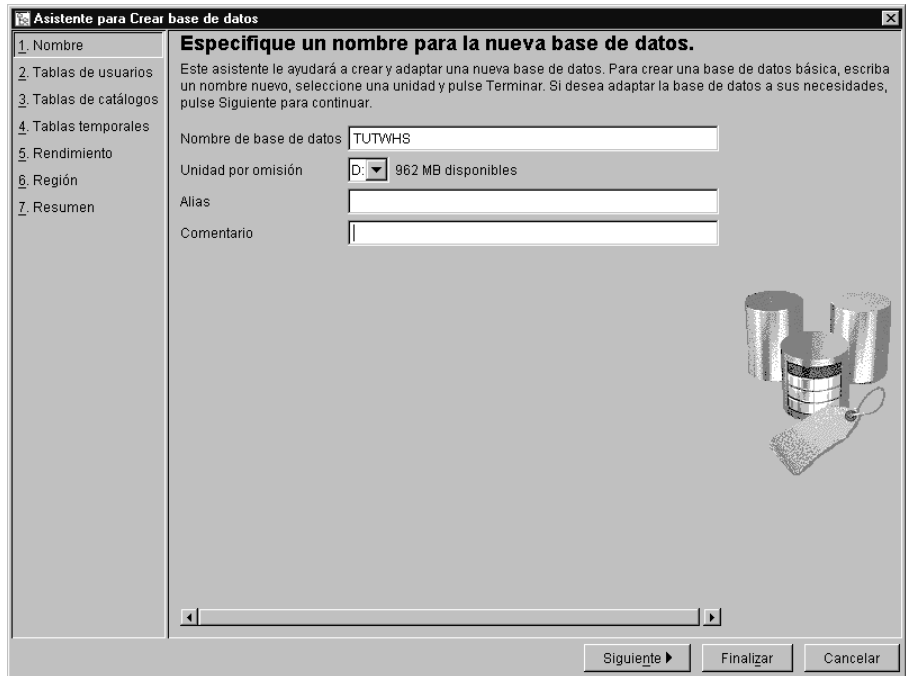 Asistente para Crear base de datos
1. Nombre
2. Tablas de usuarios
3. Tablas de catálogos
4. Tablas temporales
5. Rendimiento
6. Región
7. Resumen
Especifique un nombre para la nueva base de datos.
Este asistente le ayudará a crear y adaptar una nueva base de datos. Para crear una base de datos básica, escriba
un nombre nuevo, seleccione una unidad y pulse Terminar. Si desea adaptar la base de datos a sus necesidades,
pulse Siguiente para continuar.
Nombre de base de datos TUTWHS
Unidad por omisión D: 962 MB disponibles
Alias
Comentario
Siguiente Finalizar Cancelar